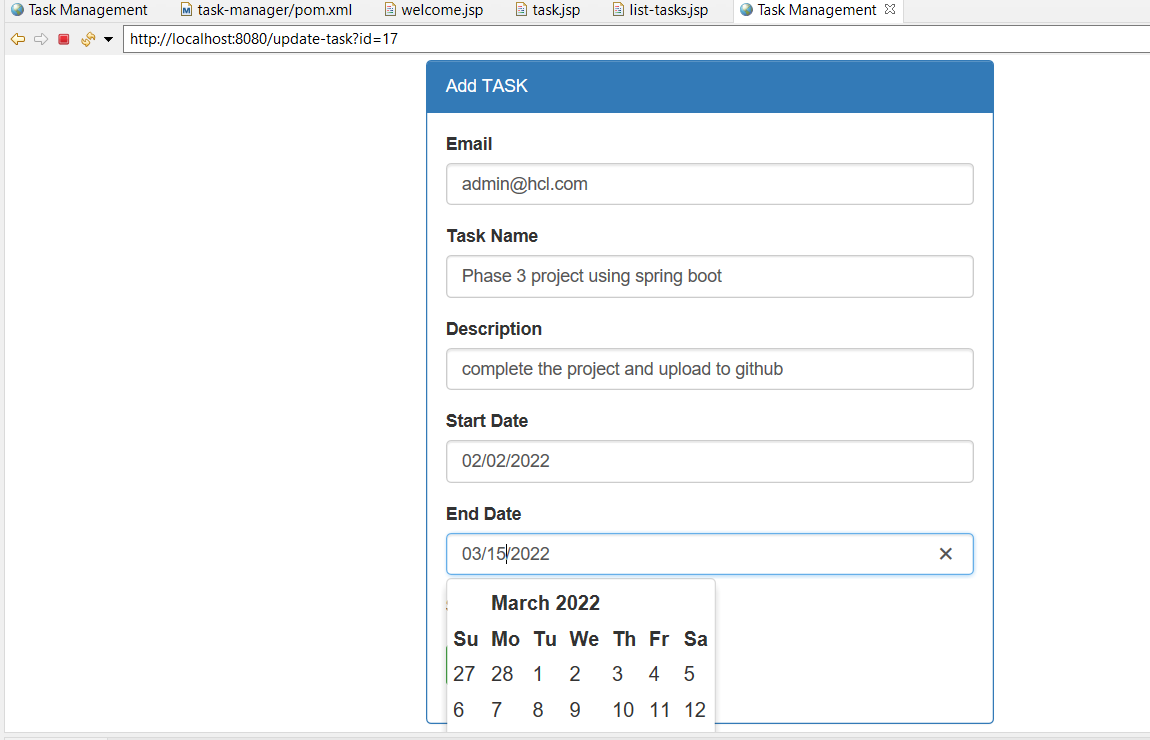 Task Management task-manager/pom.xml welcome.jsp task.jsp list-tasks.jsp Task Management
http://localhost:8080/update-task?id=17
Add TASK
Email
admin@hcl.com
Task Name
Phase 3 project using spring boot
Description
complete the project and upload to github
Start Date
02/02/2022
End Date
03/15/2022
March 2022
Su Mo Tu We Th Fr Sa
27 28 1 2 3 4 5
6 7 8 9 10 11 12